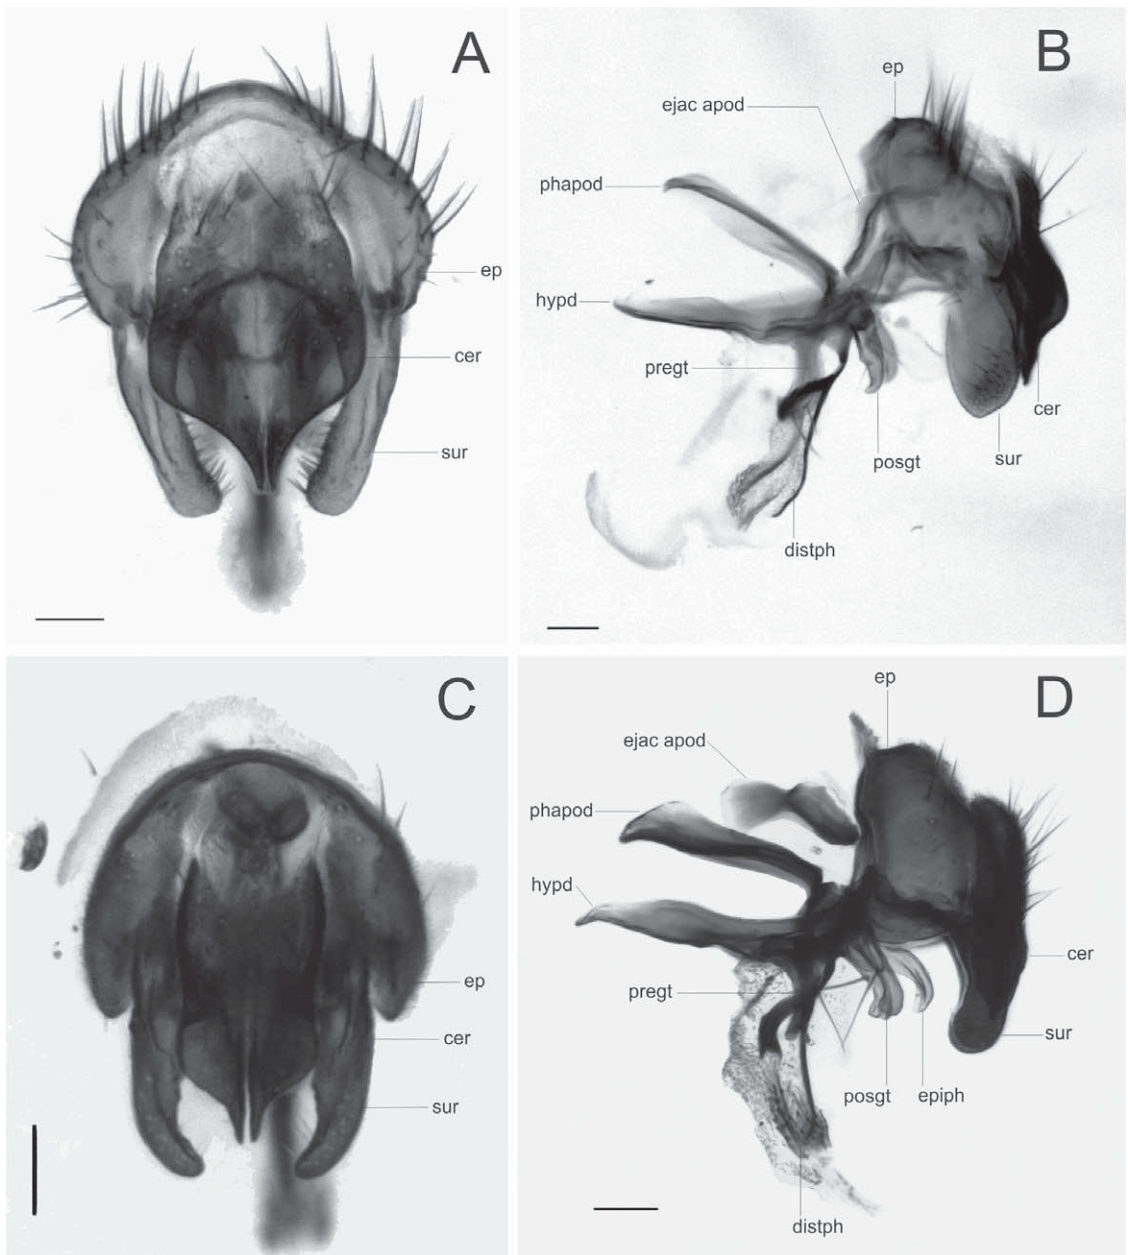 A
ep
cer
sur
B
ep
ejac apod
phapod
hypd
pregt
cer
posgt
sur
distph
C
ep
cer
sur
D
ep
ejac apod
phapod
hypd
cer
pregt
sur
posgt
epiph
distph